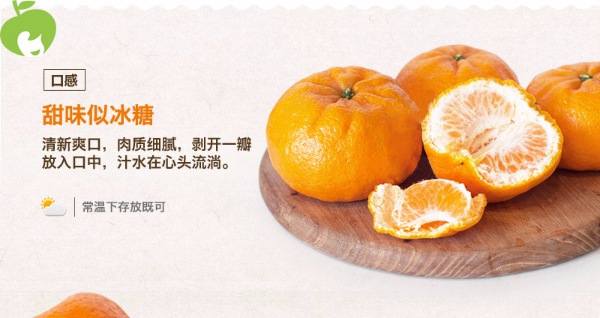 口感
甜味似冰糖
清新爽口，肉质细腻，剥开一瓣
放入口中，汁水在心头流淌。
常温下存放既可